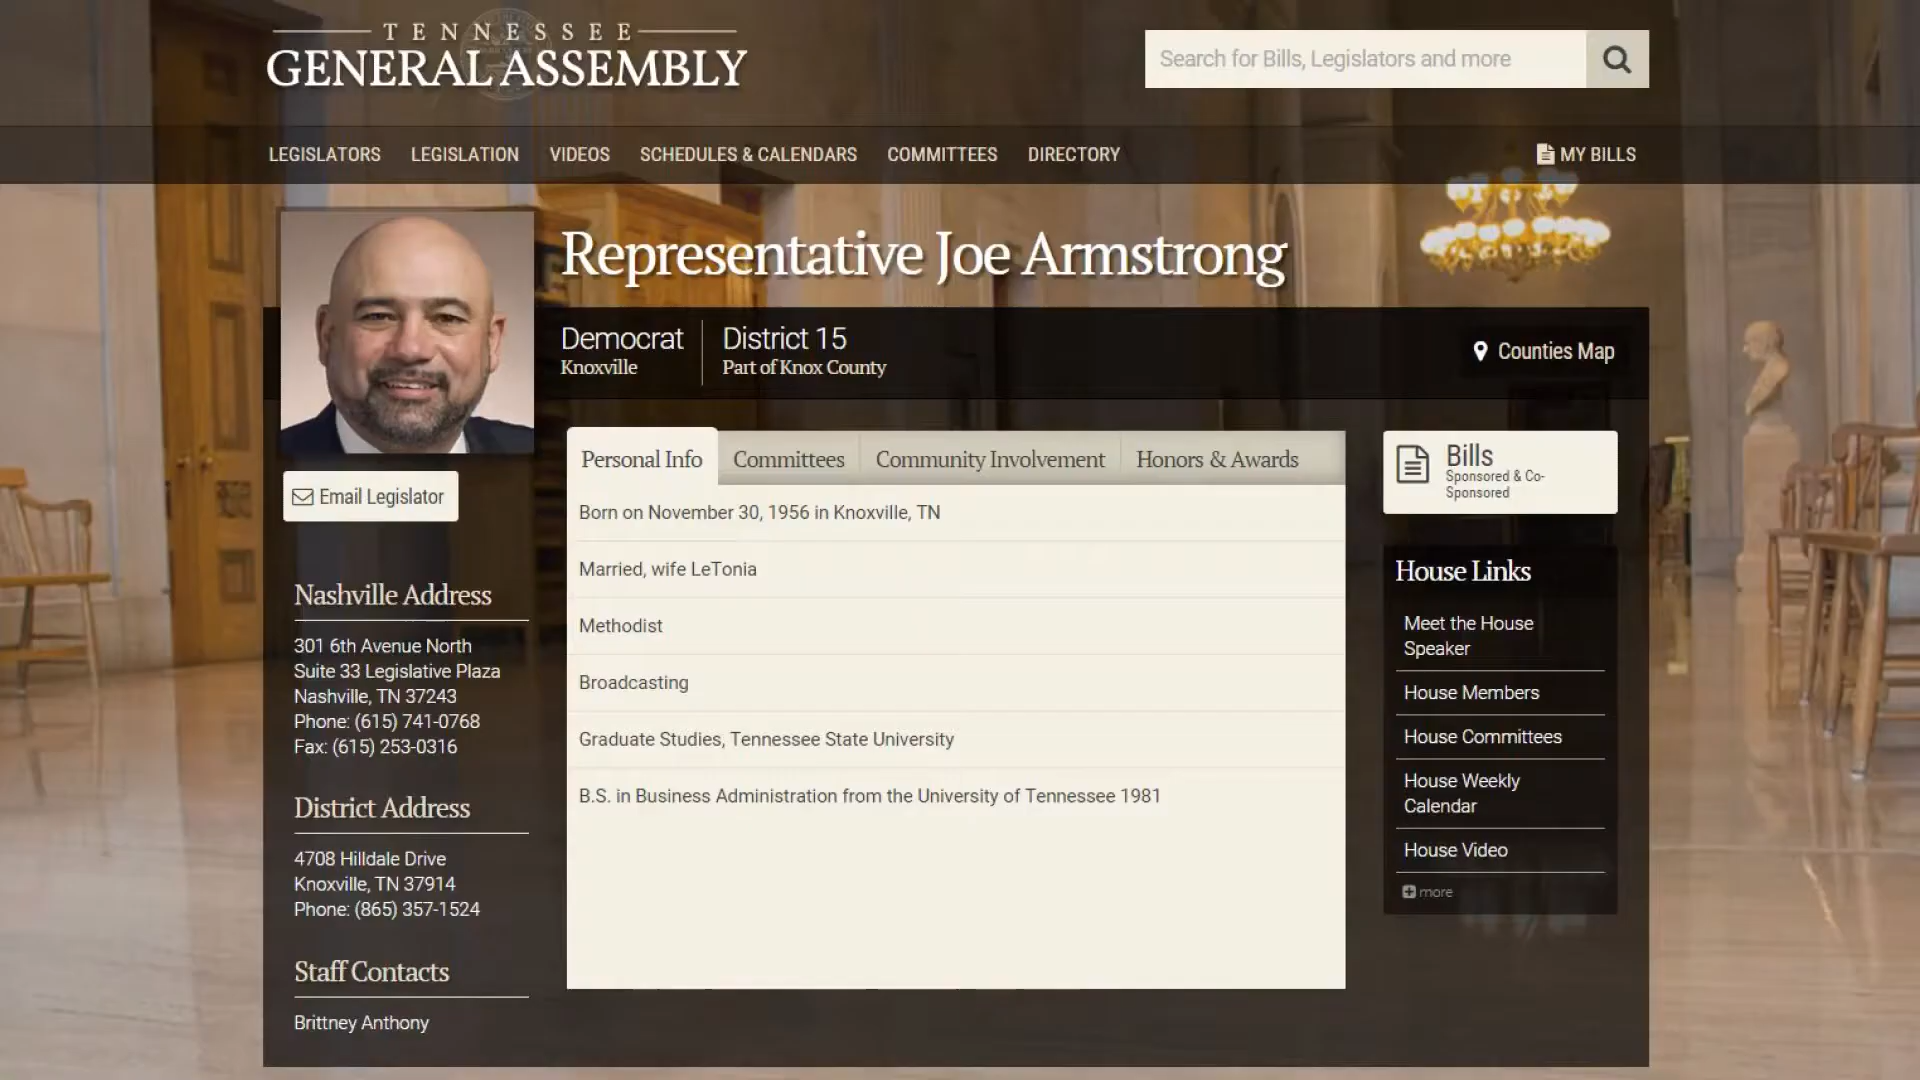 TENNESSEE
GENERAL ASSEMBLY
Search for Bills, Legislators and more
LEGISLATORS
LEGISLATION
VIDEOS
SCHEDULES & CALENDARS
COMMITTEES
DIRECTORY
MY BILLS
Representative Joe Armstrong
Democrat
Knoxville
District 15
Part of Knox County
Counties Map
Email Legislator
Nashville Address
301 6th Avenue North
Suite 33 Legislative Plaza
Nashville, TN 37243
Phone: (615) 741-0768
Fax: (615) 253-0316
District Address
4708 Hilldale Drive
Knoxville, TN 37914
Phone: (865) 357-1524
Staff Contacts
Brittney Anthony
Personal Info
Committees
Community Involvement
Honors & Awards
Born on November 30, 1956 in Knoxville, TN
Married, wife LeTonia
Methodist
Broadcasting
Graduate Studies, Tennessee State University
B.S. in Business Administration from the University of Tennessee 1981
Bills
Sponsored & Co-
Sponsored
House Links
Meet the House
Speaker
House Members
House Committees
House Weekly
Calendar
House Video
more